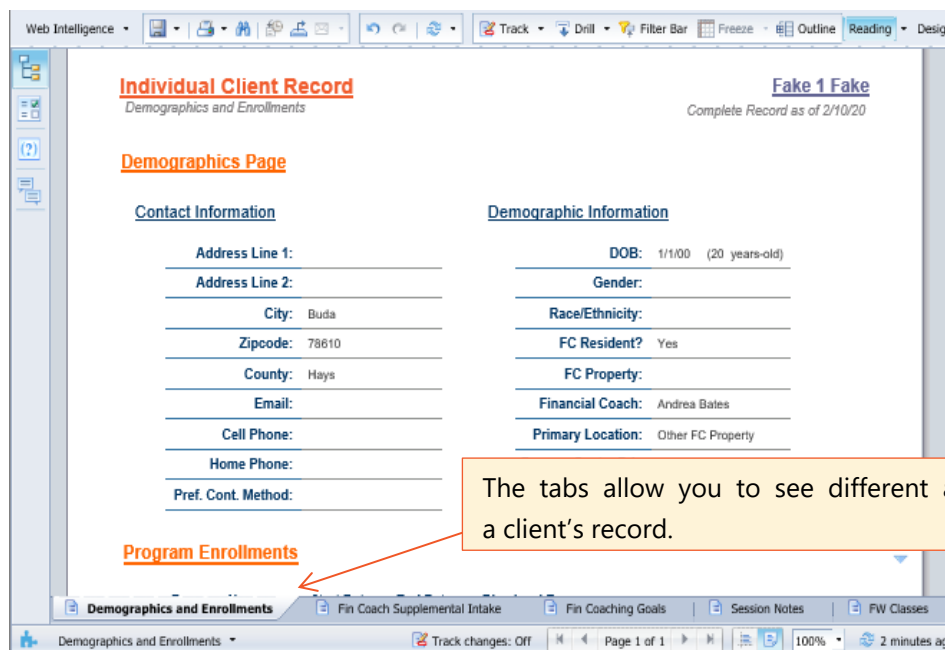 Web Intelligence Track Drill Filter Bar Freeze Outline Reading Desig
Individual Client Record Fake 1 Fake
Demographics and Enrollments Complete Record as of 2/10/20
Demographics Page
Contact Information Demographic Information
Address Line 1: DOB: 1/1/00 (20 years-old)
Address Line 2: Gender:
City: Buda Race/Ethnicity:
Zipcode: 78610 FC Resident? Yes
County: Hays FC Property:
Email: Financial Coach: Andrea Bates
Cell Phone: Primary Location: Other FC Property
Home Phone:
Pref. Cont. Method:
The tabs allow you to see different a
a client's record.
Program Enrollments
Demographics and Enrollments Fin Coach Supplemental Intake Fin Coaching Goals Session Notes FW Classes
Demographics and Enrollments Track changes: Off Page 1 of 1 100% 2 minutes ag